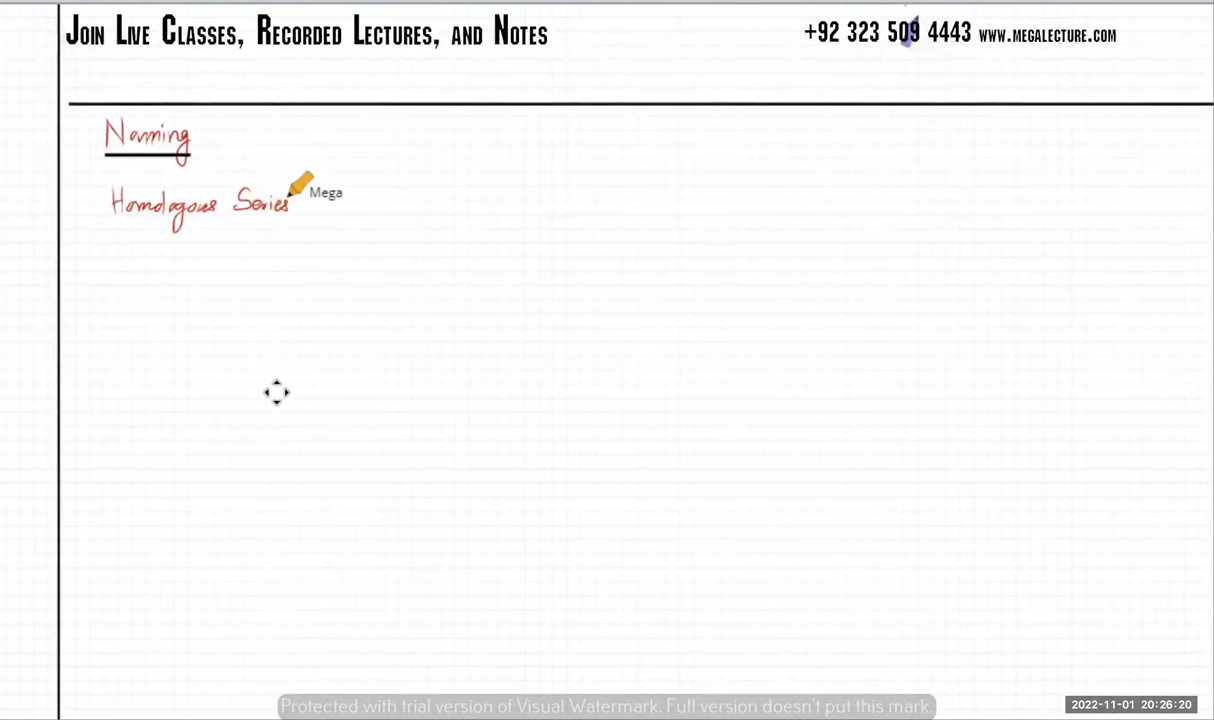 Join Live Classes, Recorded Lectures, and Notes
+92 323 509 4443 www.megalecture.com
Naming
Homologous Series
Mega
Protected with trial version of Visual Watermark. Full version doesn't put this mark.
2022-11-01 20:26:20